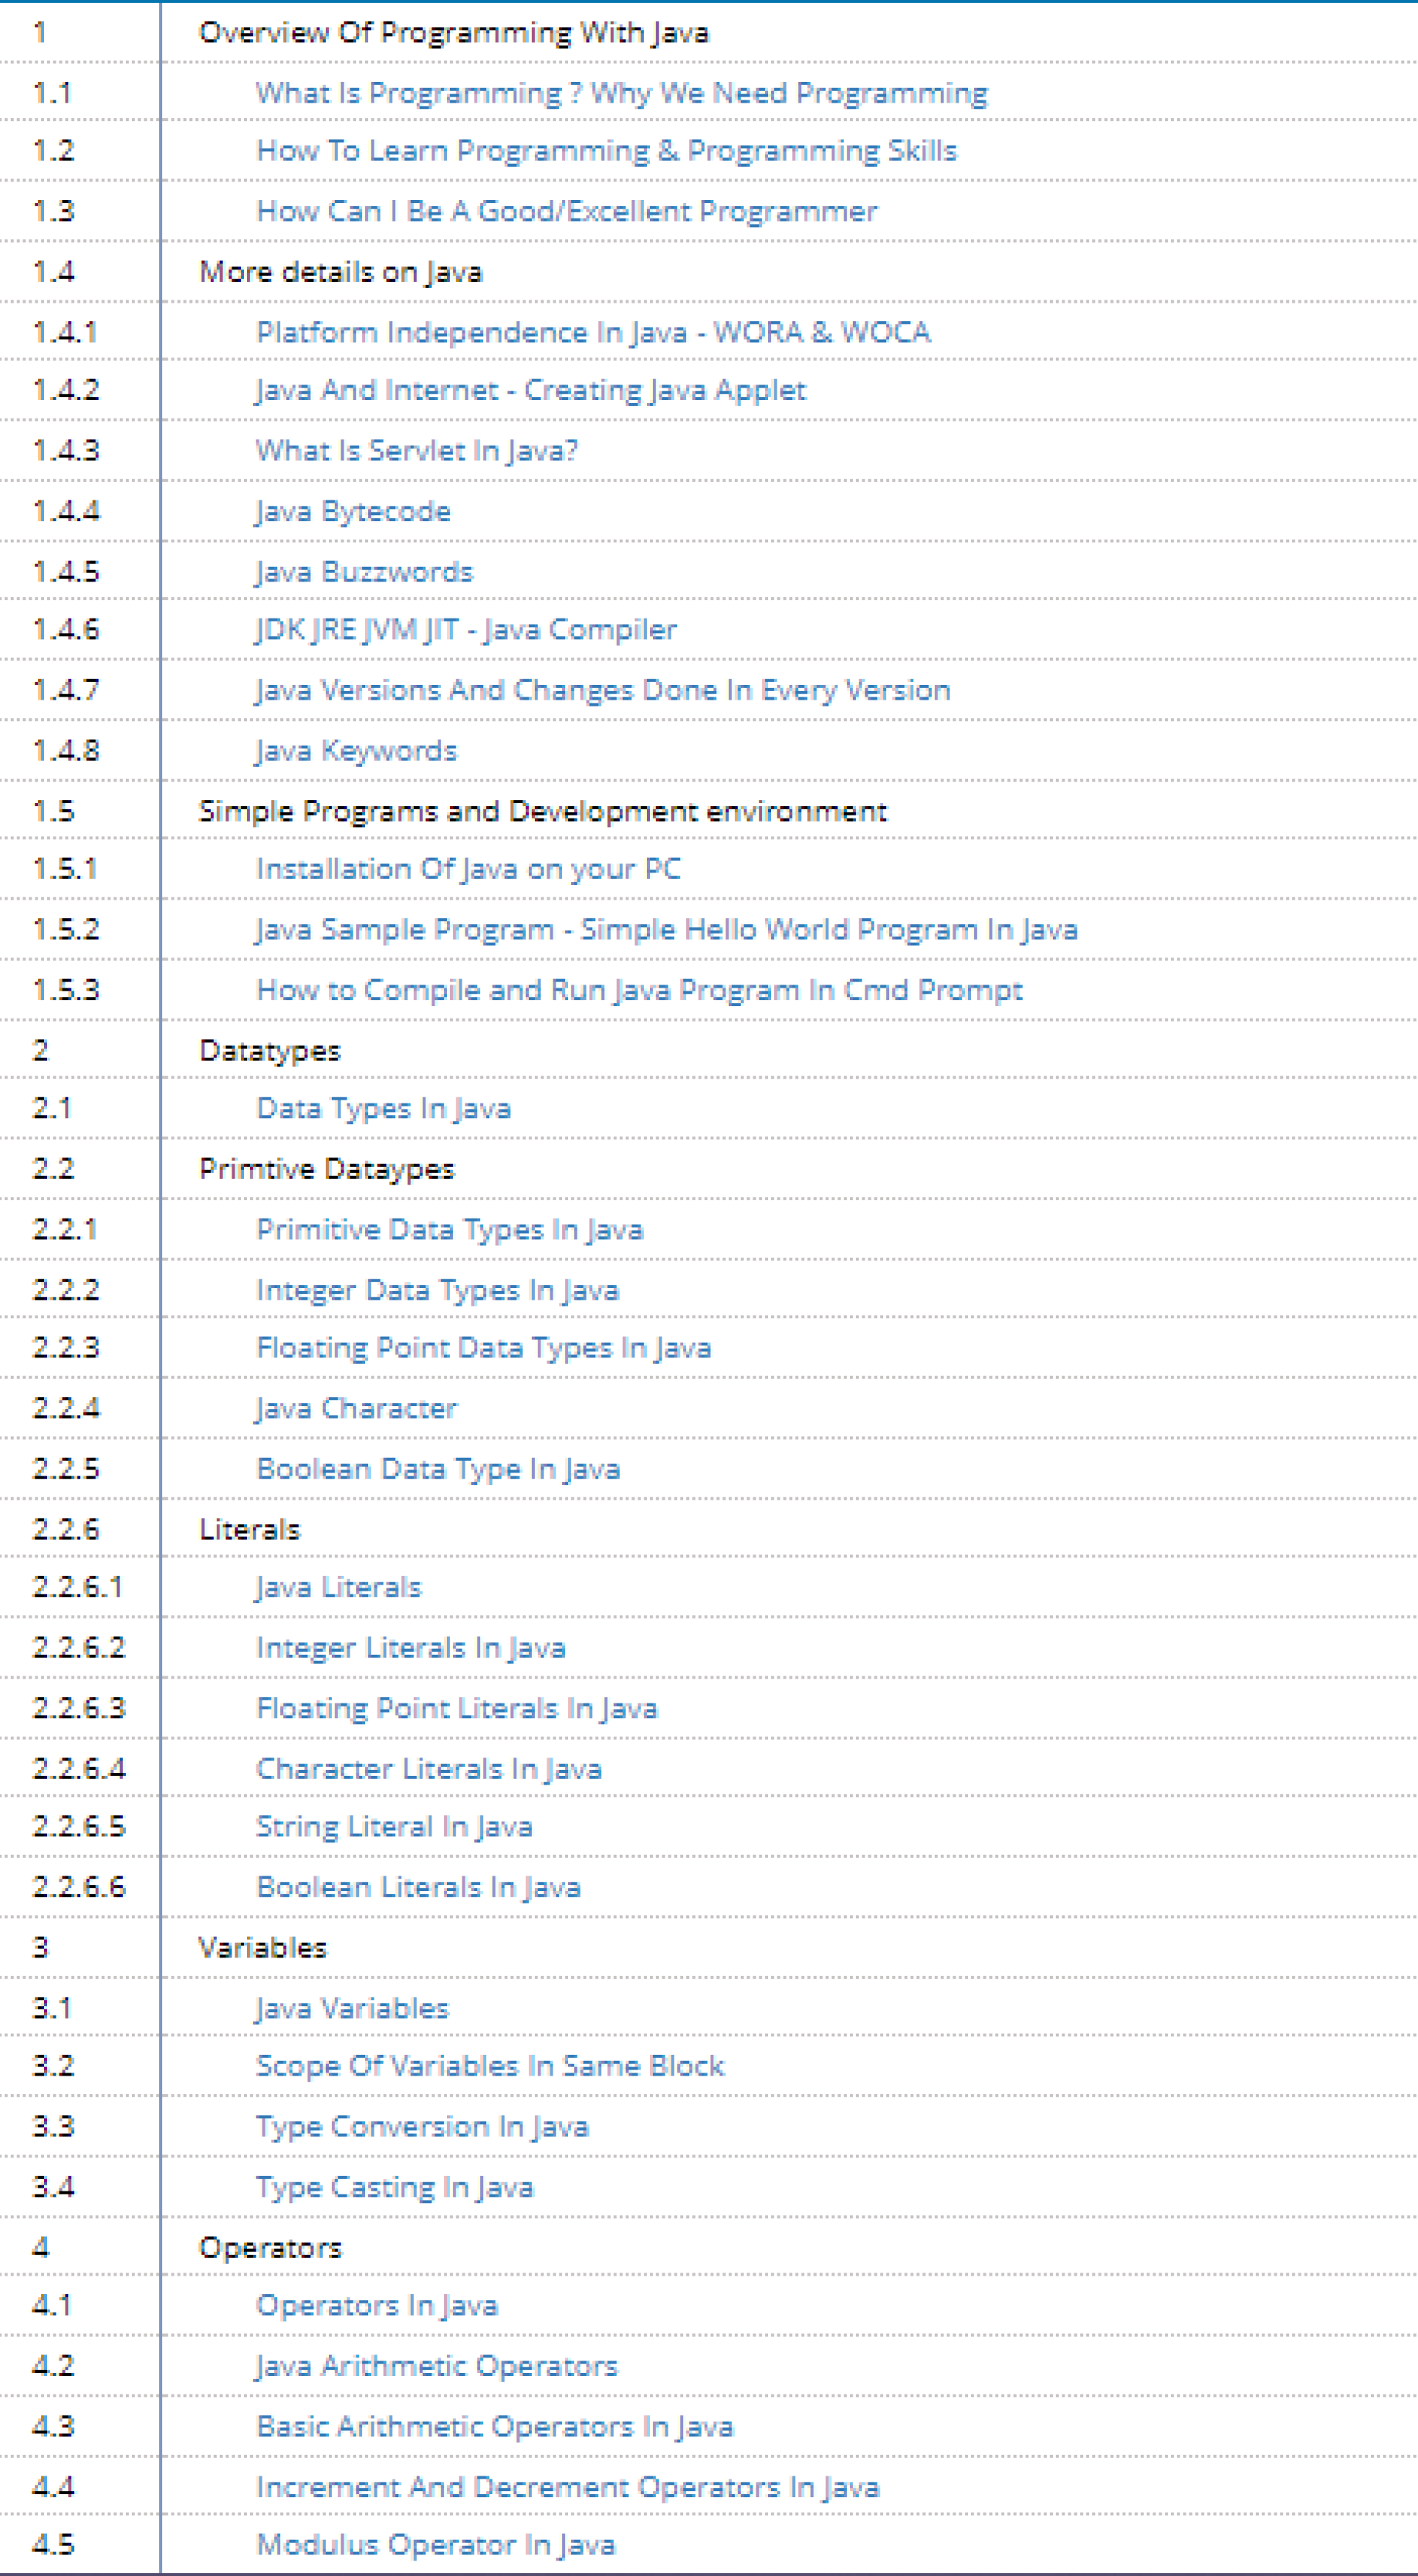 1 Overview Of Programming With Java
1.1 What Is Programming ? Why We Need Programming
1.2 How To Learn Programming & Programming Skills
1.3 How Can I Be A Good/Excellent Programmer
1.4 More details on Java
1.4.1 Platform Independence In Java - WORA & WOCA
1.4.2 Java And Internet - Creating Java Applet
1.4.3 What Is Servlet In Java?
1.4.4 Java Bytecode
1.4.5 Java Buzzwords
1.4.6 JDK JRE JVM JIT - Java Compiler
1.4.7 Java Versions And Changes Done In Every Version
1.4.8 Java Keywords
1.5 Simple Programs and Development environment
1.5.1 Installation Of Java on your PC
1.5.2 Java Sample Program - Simple Hello World Program In Java
1.5.3 How to Compile and Run Java Program In Cmd Prompt
2 Datatypes
2.1 Data Types In Java
2.2 Primtive Dataypes
2.2.1 Primitive Data Types In Java
2.2.2 Integer Data Types In Java
2.2.3 Floating Point Data Types In Java
2.2.4 Java Character
2.2.5 Boolean Data Type In Java
2.2.6 Literals
2.2.6.1 Java Literals
2.2.6.2 Integer Literals In Java
2.2.6.3 Floating Point Literals In Java
2.2.6.4 Character Literals In Java
2.2.6.5 String Literal In Java
2.2.6.6 Boolean Literals In Java
3 Variables
3.1 Java Variables
3.2 Scope Of Variables In Same Block
3.3 Type Conversion In Java
3.4 Type Casting In Java
4 Operators
4.1 Operators In Java
4.2 Java Arithmetic Operators
4.3 Basic Arithmetic Operators In Java
4.4 Increment And Decrement Operators In Java
4.5 Modulus Operator In Java